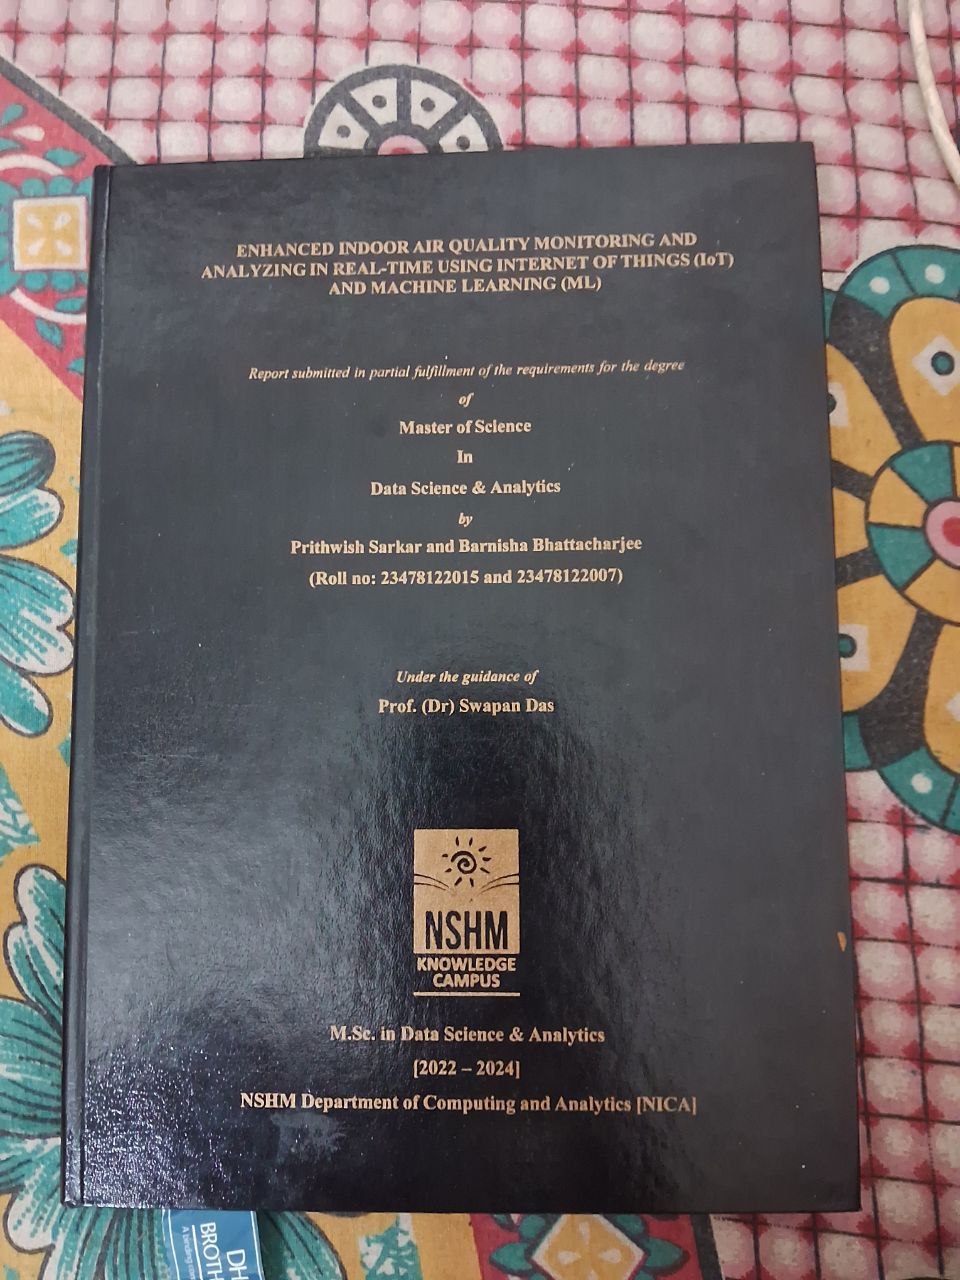 ENHANCED INDOOR AIR QUALITY MONITORING AND
ANALYZING IN REAL-TIME USING INTERNET OF THINGS (IoT)
AND MACHINE LEARNING (ML)
Report submitted in partial fulfillment of the requirements for the degree
of
Master of Science
In
Data Science & Analytics
by
Prithwish Sarkar and Barnisha Bhattacharjee
(Roll no: 23478122015 and 23478122007)
Under the guidance of
Prof. (Dr) Swapan Das
NSHM
KNOWLEDGE
CAMPUS
M.Sc. in Data Science & Analytics
[2022 – 2024]
NSHM Department of Computing and Analytics [NICA]